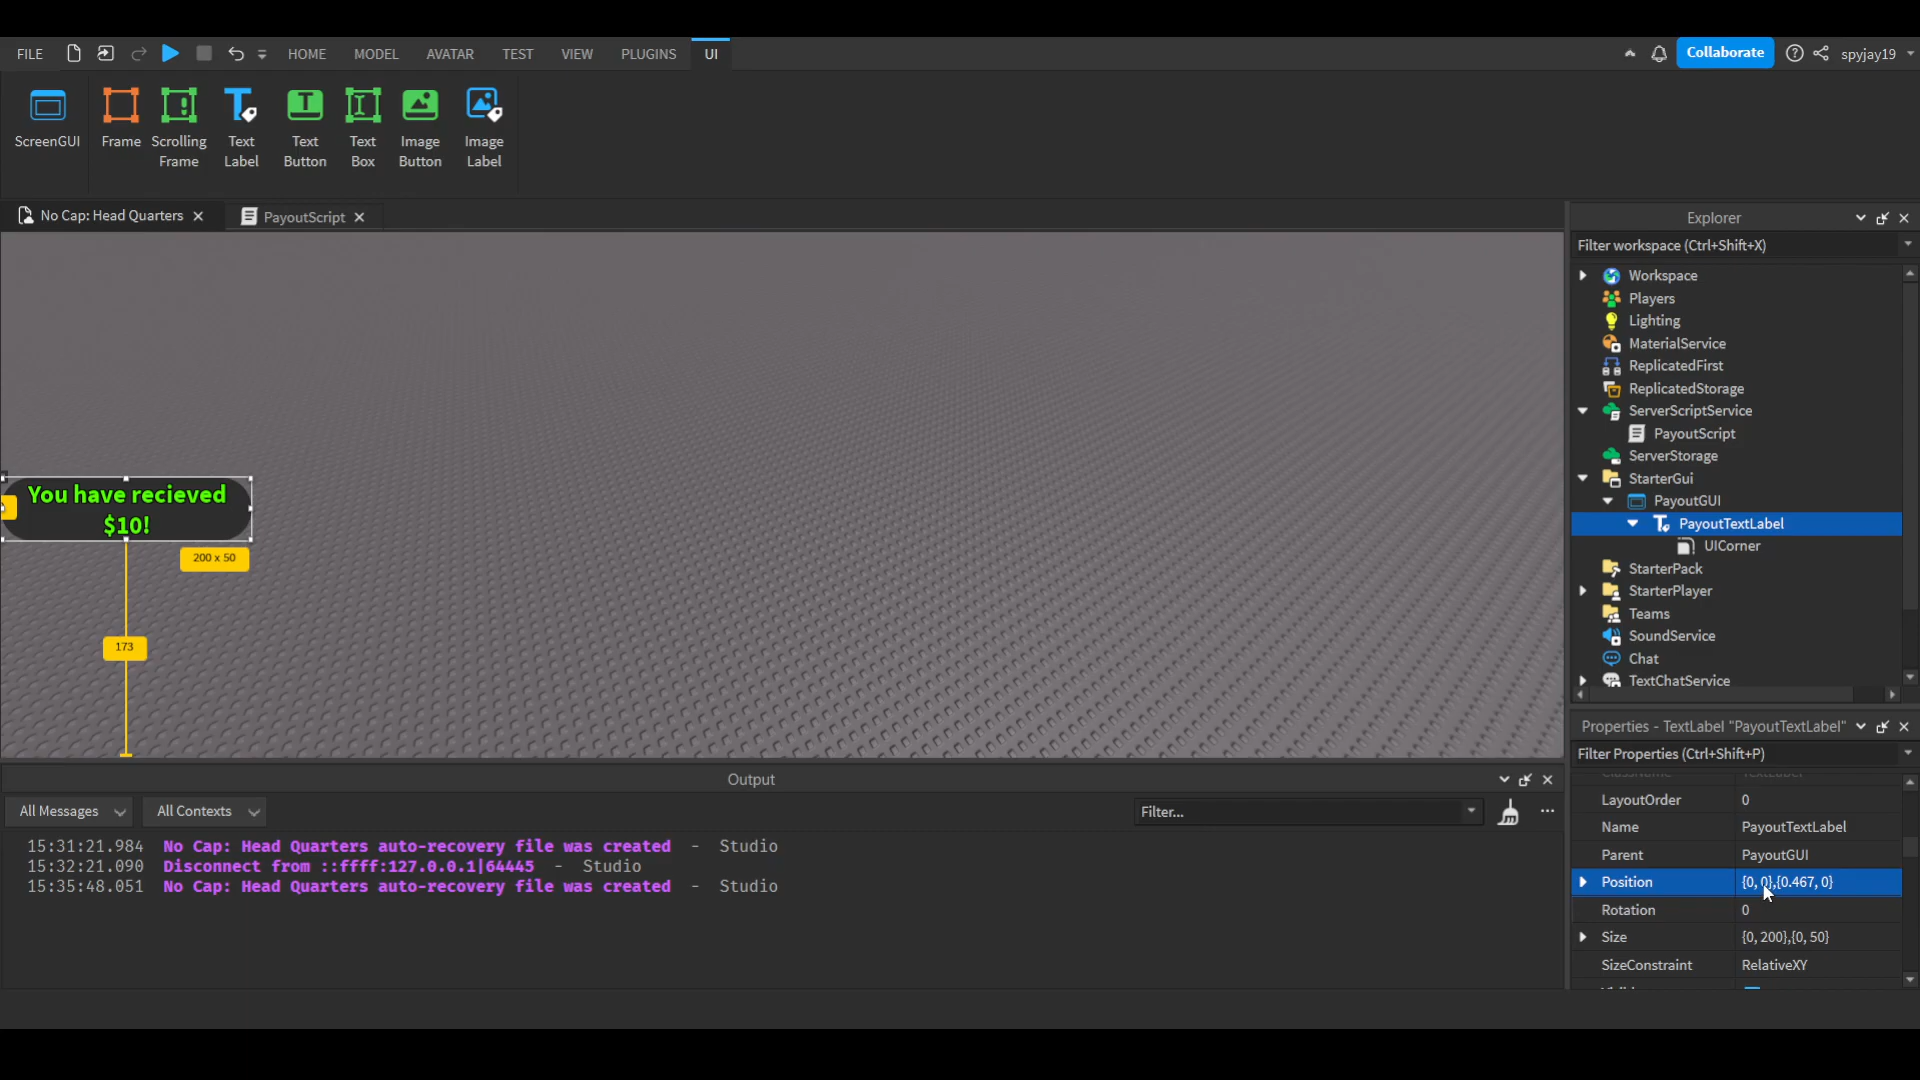 FILE HOME MODEL AVATAR TEST VIEW PLUGINS UI Collaborate spyjay19
ScreenGUI Frame Scrolling Frame Text Label Text Button Text Box Image Button Image Label
No Cap: Head Quarters PayoutScript
You have recieved
$10!
200 x 50
173
Explorer
Filter workspace (Ctrl+Shift+X)
Workspace
Players
Lighting
MaterialService
ReplicatedFirst
ReplicatedStorage
ServerScriptService
PayoutScript
ServerStorage
StarterGui
PayoutGUI
PayoutTextLabel
UICorner
StarterPack
StarterPlayer
Teams
SoundService
Chat
TextChatService
Properties - TextLabel "PayoutTextLabel"
Filter Properties (Ctrl+Shift+P)
LayoutOrder 0
Name PayoutTextLabel
Parent PayoutGUI
Position {0, 0},{0.467, 0}
Rotation 0
Size {0, 200},{0, 50}
SizeConstraint RelativeXY
Output
All Messages All Contexts Filter...
15:31:21.984 No Cap: Head Quarters auto-recovery file was created - Studio
15:32:21.090 Disconnect from ::ffff:127.0.0.1|64445 - Studio
15:35:48.051 No Cap: Head Quarters auto-recovery file was created - Studio